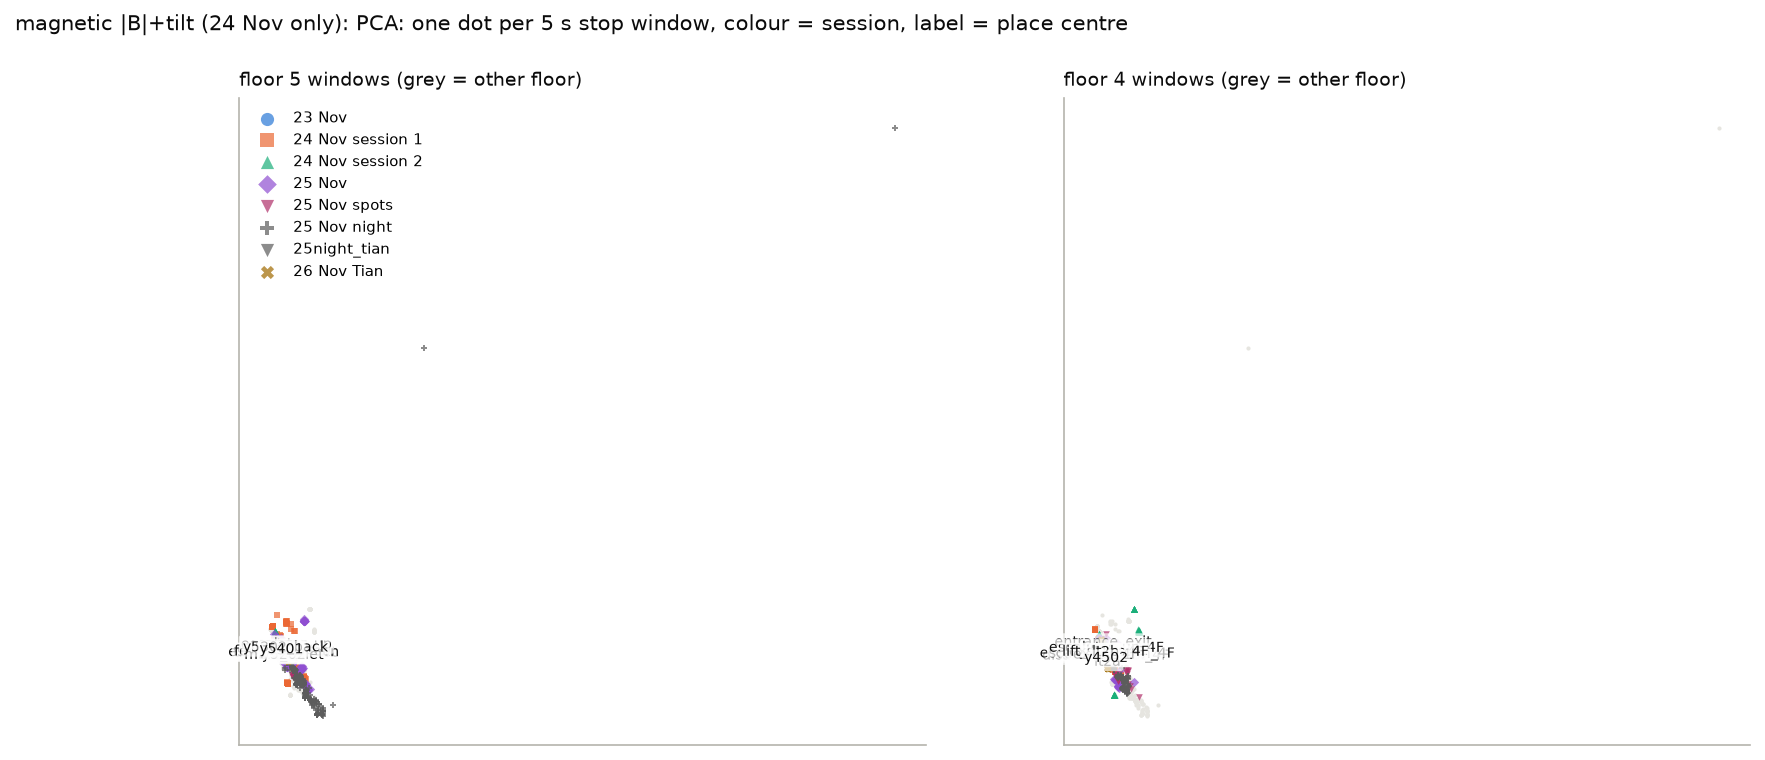 magnetic |B|+tilt (24 Nov only): PCA: one dot per 5 s stop window, colour = session, label = place centre
floor 5 windows (grey = other floor)
23 Nov
24 Nov session 1
24 Nov session 2
25 Nov
25 Nov spots
25 Nov night
25night_tian
26 Nov Tian
floor 4 windows (grey = other floor)
entrance_exit
y4502